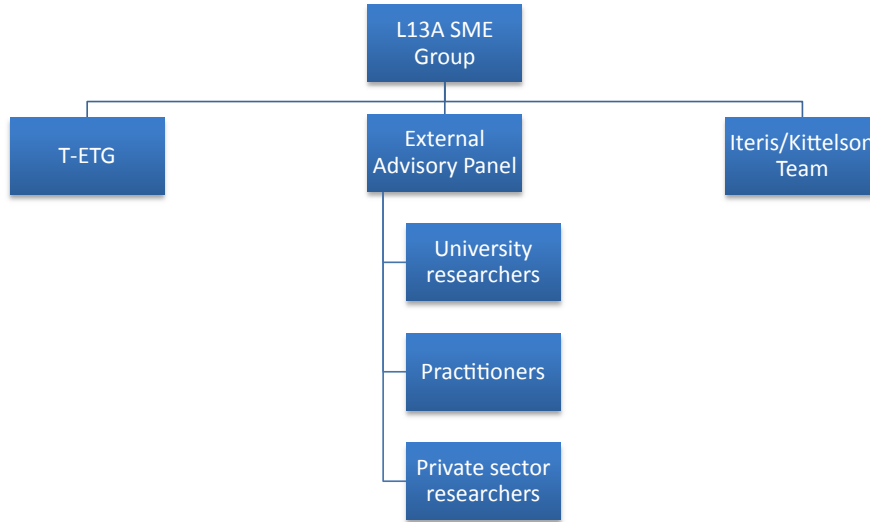 L13A SME
Group
T-ETG
External
Advisory Panel
Iteris/Kittelson
Team
University
researchers
Practitioners
Private sector
researchers